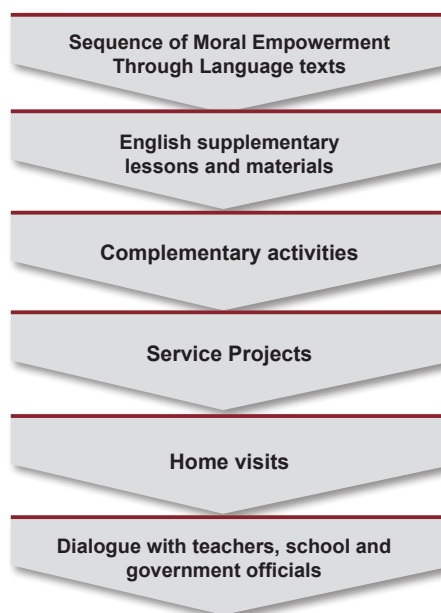 Sequence of Moral Empowerment
Through Language texts
English supplementary
lessons and materials
Complementary activities
Service Projects
Home visits
Dialogue with teachers, school and
government officials